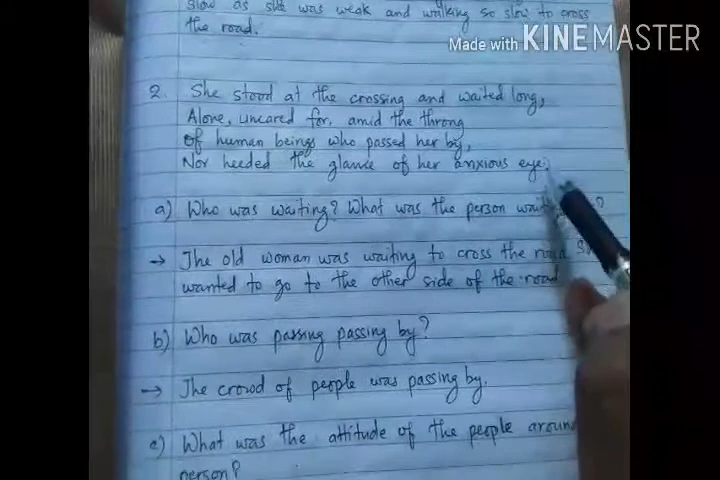 slow as she was weak and walking so slow to cross
the road.
Made with KINEMASTER
2. She stood at the crossing and waited long,
Alone, uncared for, amid the throng
of human beings who passed her by,
Nor heeded the glance of her anxious eye;
a) Who was waiting? What was the person ?
→ The old woman was waiting to cross the road
wanted to go to the other side of the road
b) Who was passing passing by?
→ The crowd of people was passing by.
c) What was the attitude of the people around
person?